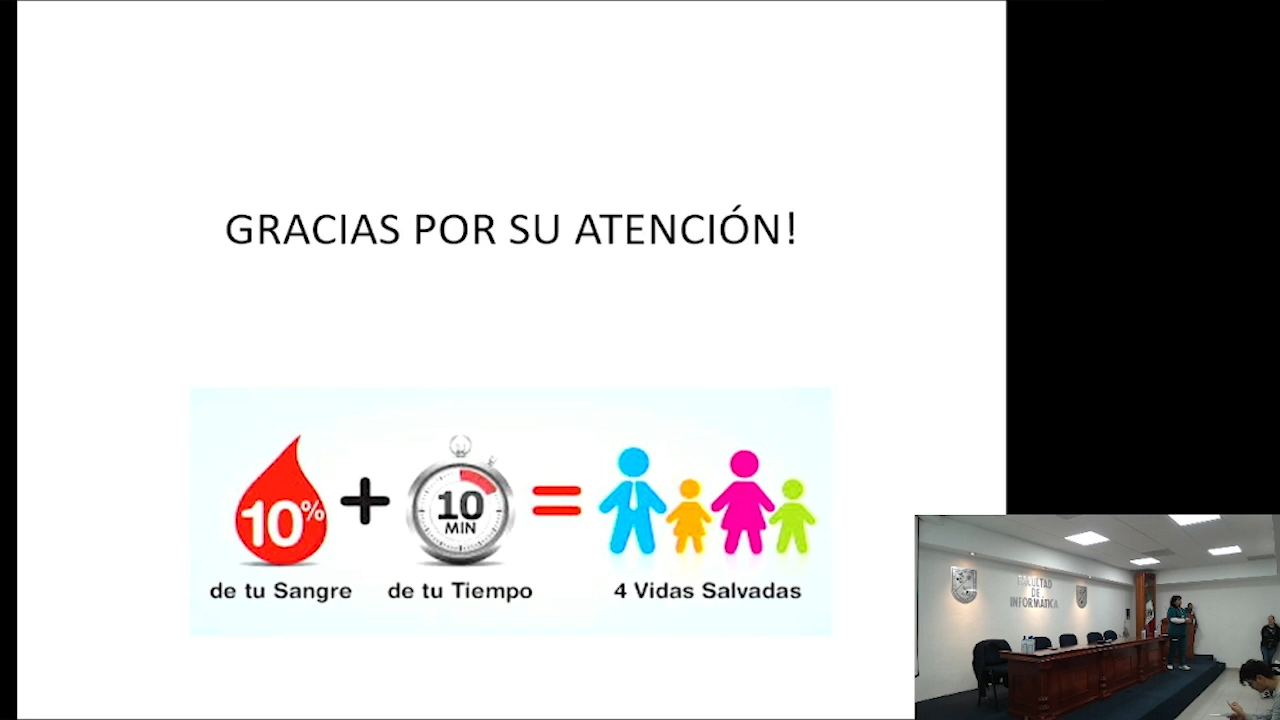 GRACIAS POR SU ATENCIÓN!
10%
10
MIN
de tu Sangre
de tu Tiempo
4 Vidas Salvadas
FACULTAD
DE
INFORMÁTICA